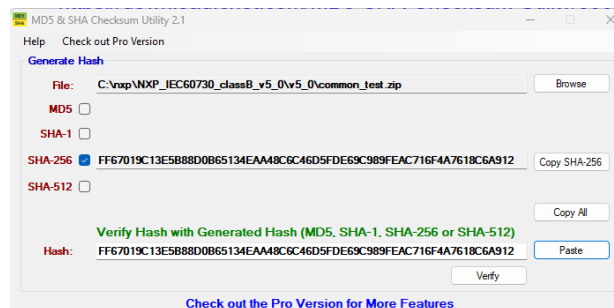 MD5 & SHA Checksum Utility 2.1
Help Check out Pro Version
Generate Hash
File: C:\nxp\NXP_IEC60730_classB_v5_0\v5_0\common_test.zip Browse
MD5
SHA-1
SHA-256 FF67019C13E5B88D0B65134EAA48C6C46D5FDE69C989FEAC716F4A7618C6A912 Copy SHA-256
SHA-512
Copy All
Verify Hash with Generated Hash (MD5, SHA-1, SHA-256 or SHA-512)
Hash: FF67019C13E5B88D0B65134EAA48C6C46D5FDE69C989FEAC716F4A7618C6A912 Paste
Verify
Check out the Pro Version for More Features